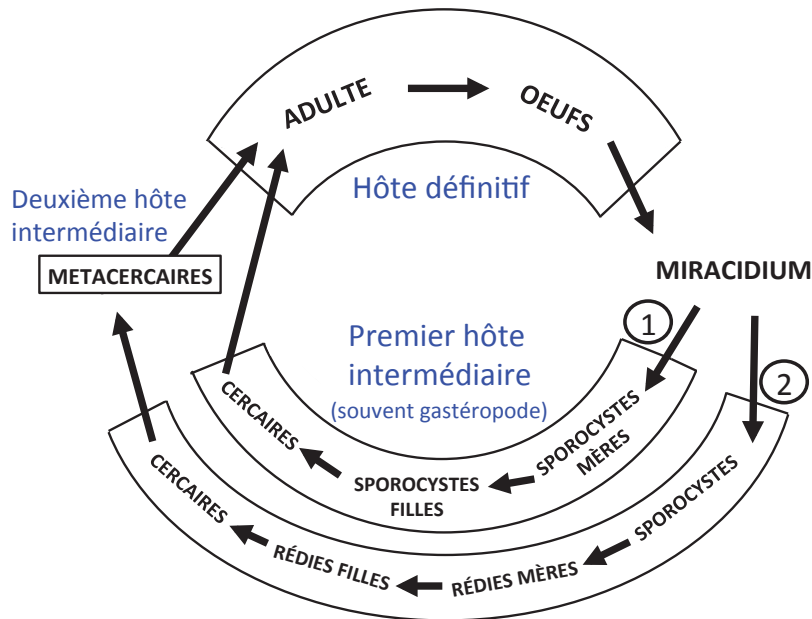 ADULTE
OEUFS
Hôte définitif
Deuxième hôte
intermédiaire
METACERCAIRES
MIRACIDIUM
1
2
Premier hôte
intermédiaire
(souvent gastéropode)
CERCAIRES
SPOROCYSTES
FILLES
SPOROCYSTES
MÈRES
CERCAIRES
RÉDIES FILLES
RÉDIES MÈRES
SPOROCYSTES